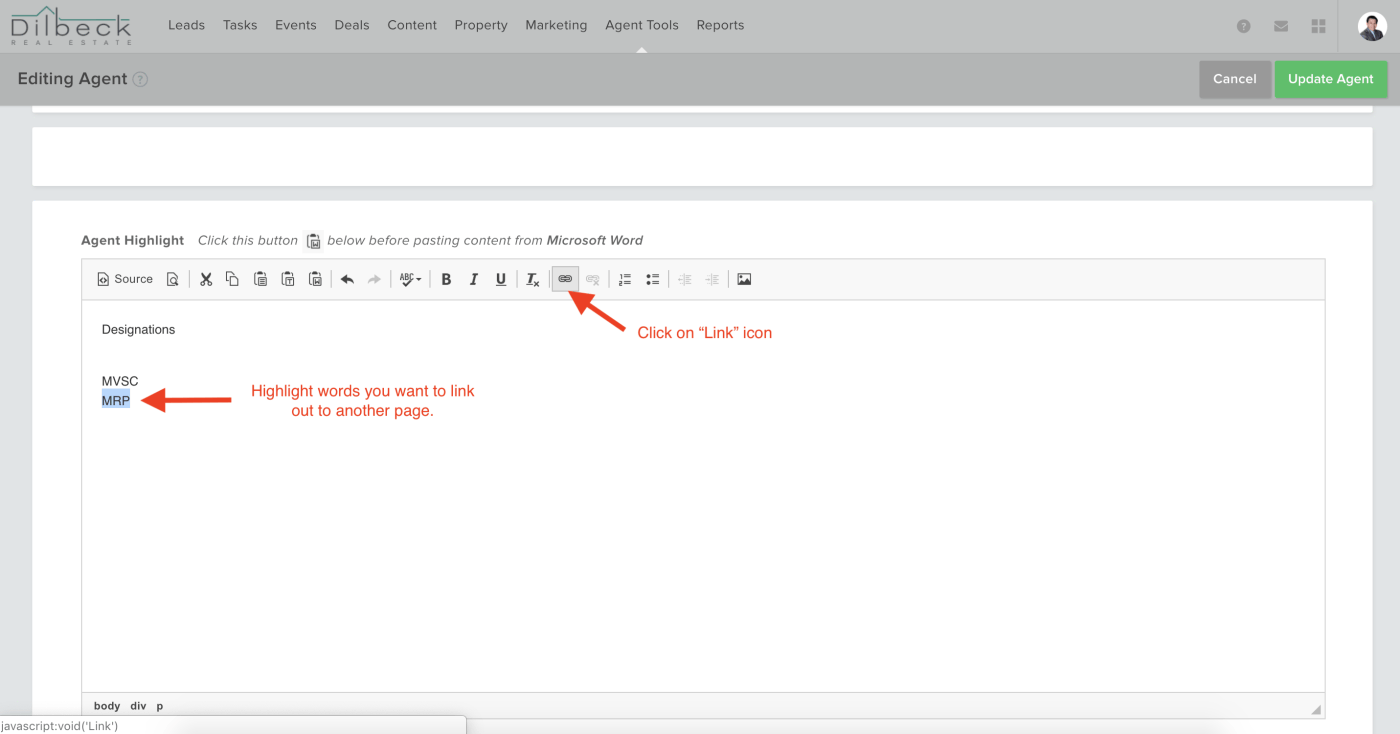 Dilbeck
REAL ESTATE
Leads Tasks Events Deals Content Property Marketing Agent Tools Reports
?
Editing Agent ?
Cancel Update Agent
Agent Highlight Click this button below before pasting content from Microsoft Word
Source ABC B I U Tx
Designations
Click on “Link” icon
MVSC
MRP
Highlight words you want to link
out to another page.
body div p
javascript:void('Link')